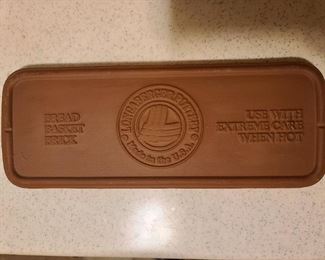 BREAD
BASKET
BRICK
LONGABERGER POTTERY
Made in the U.S.A.
USE WITH
EXTREME CARE
WHEN HOT